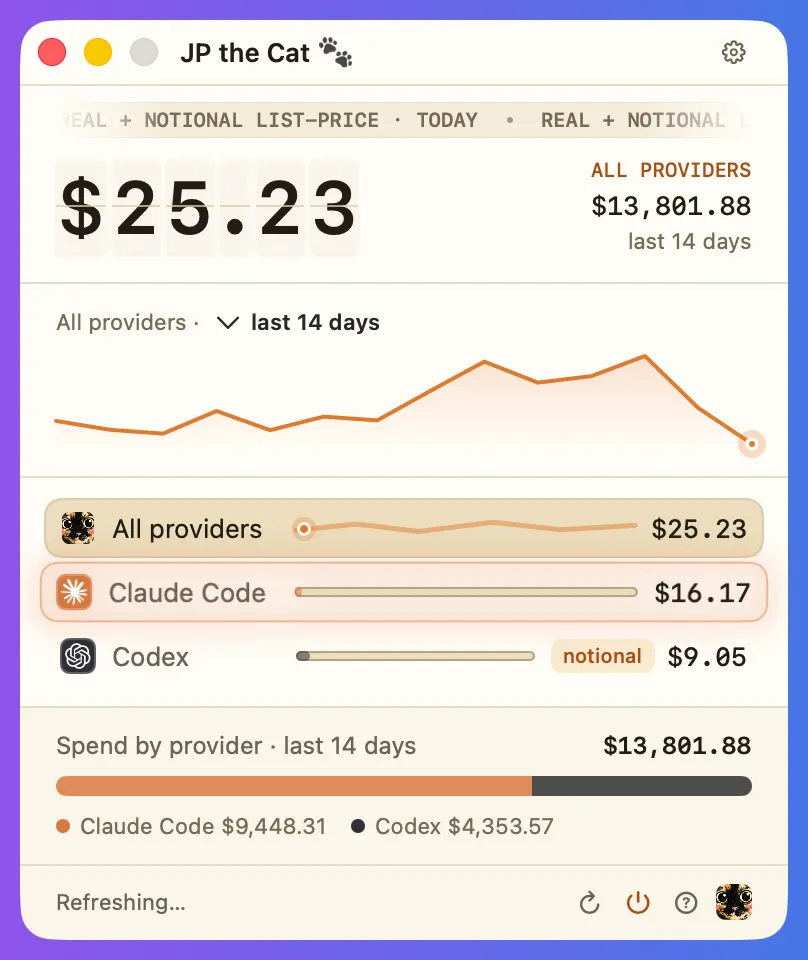 JP the Cat 🐾
REAL + NOTIONAL LIST-PRICE · TODAY • REAL + NOTIONAL L
$25.23
ALL PROVIDERS
$13,801.88
last 14 days
All providers · last 14 days
All providers $25.23
Claude Code $16.17
Codex notional $9.05
Spend by provider · last 14 days $13,801.88
Claude Code $9,448.31 Codex $4,353.57
Refreshing...